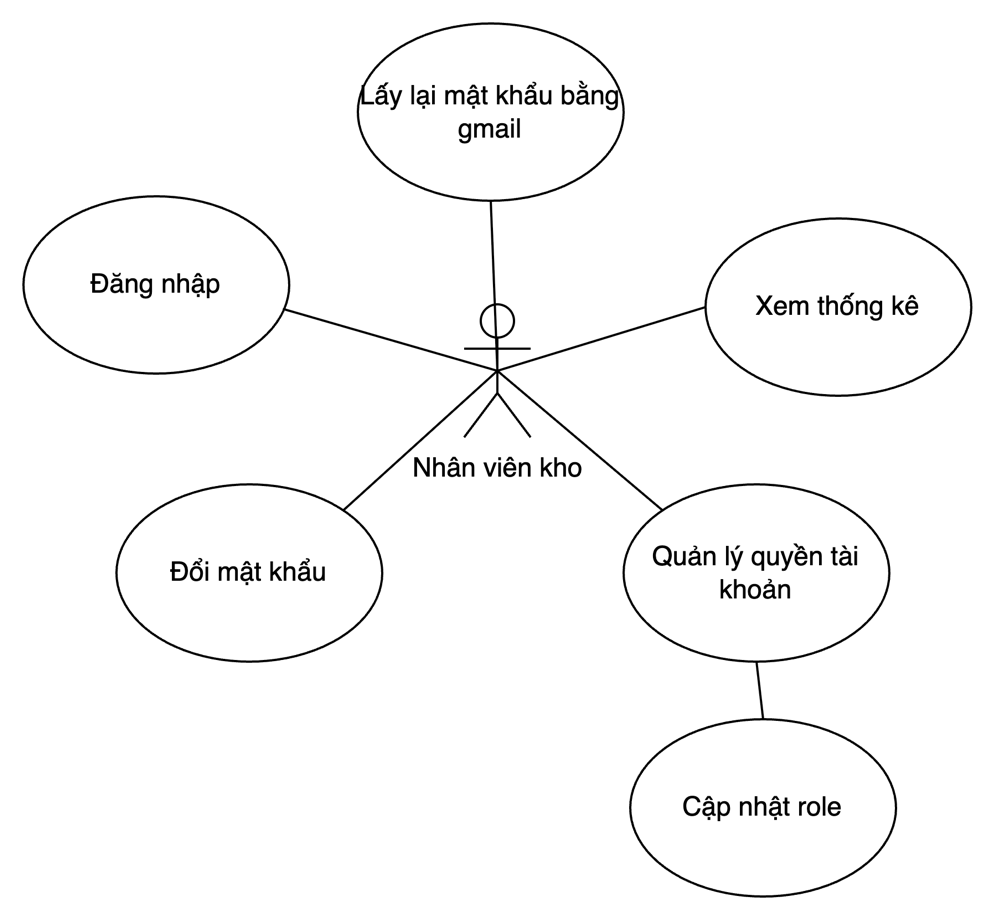 Lấy lại mật khẩu bằng
gmail
Đăng nhập
Xem thống kê
Nhân viên kho
Đổi mật khẩu
Quản lý quyền tài
khoản
Cập nhật role